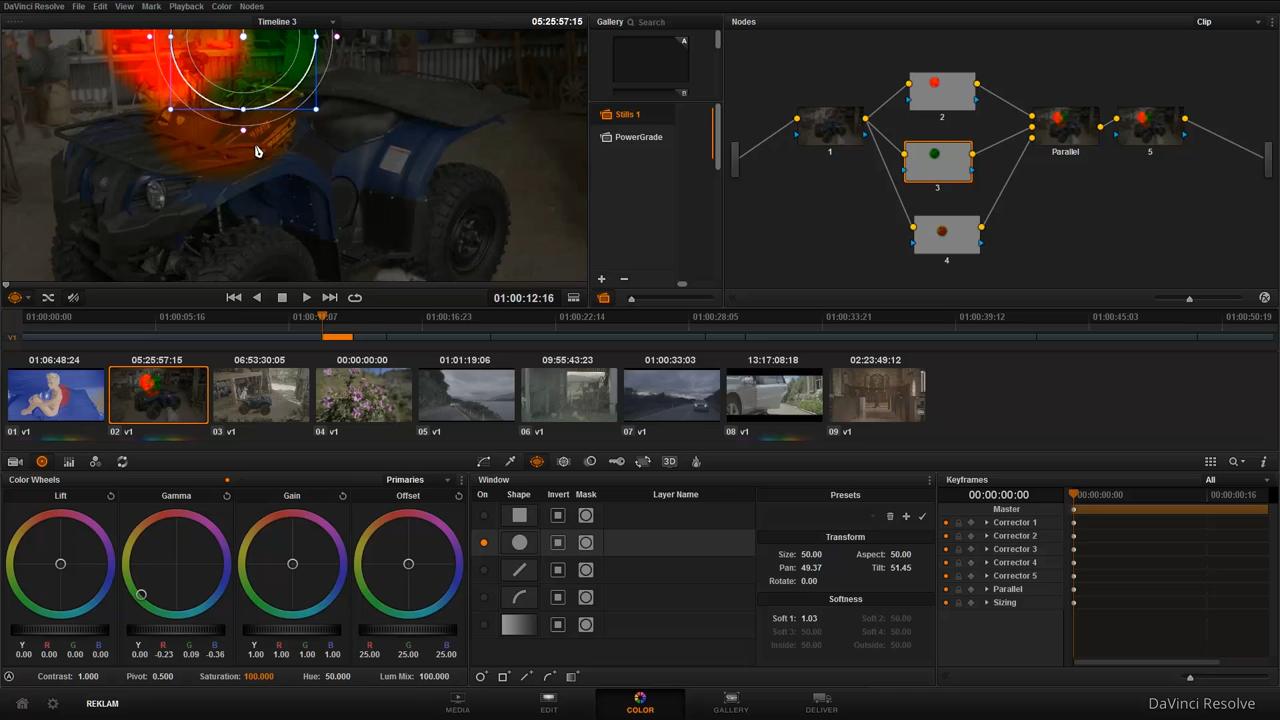 DaVinci Resolve File Edit View Mark Playback Color Nodes
Timeline 3 05:25:57:15 Gallery Search Nodes Clip
A
B
Stills 1
PowerGrade
2
1 Parallel 5
3
4
01:00:12:16
01:00:00:00 01:00:05:16 01:00:16:23 01:00:22:14 01:00:28:05 01:00:33:21 01:00:39:12 01:00:45:03 01:00:50:19
V1
01:06:48:24 05:25:57:15 06:53:30:05 00:00:00:00 01:01:19:06 09:55:43:23 01:00:33:03 13:17:08:18 02:23:49:12
01 v1 02 v1 03 v1 04 v1 05 v1 06 v1 07 v1 08 v1 09 v1
3D
Color Wheels Primaries Window Keyframes All
Lift Gamma Gain Offset On Shape Invert Mask Layer Name Presets 00:00:00:00 00:00:00:00 00:00:00:16
Master
Corrector 1
Transform Corrector 2
Size: 50.00 Aspect: 50.00 Corrector 3
Pan: 49.37 Tilt: 51.45 Corrector 4
Rotate: 0.00 Corrector 5
Parallel
Softness Sizing
Soft 1: 1.03 Soft 2: 50.00
Soft 3: 50.00 Soft 4: 50.00
Inside: 50.00 Outside: 50.00
Y R G B Y R G B Y R G B R G B
0.00 0.00 0.00 0.00 0.00 -0.23 0.09 -0.36 1.00 1.00 1.00 1.00 25.00 25.00 25.00
A Contrast: 1.000 Pivot: 0.500 Saturation: 100.000 Hue: 50.000 Lum Mix: 100.000
REKLAM MEDIA EDIT COLOR GALLERY DELIVER DaVinci Resolve